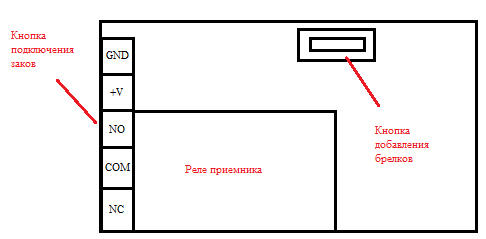 Кнопка
подключения
заков
GND
+V
NO
COM
NC
Реле приемника
Кнопка
добавления
брелков